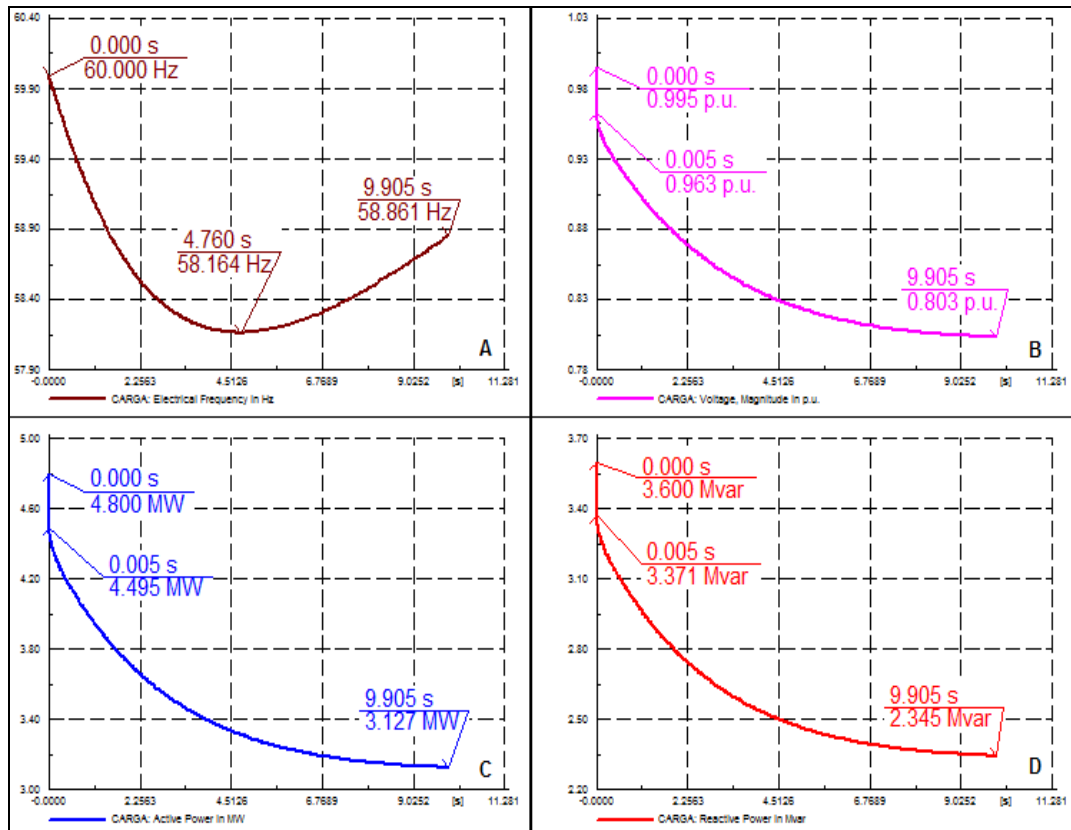 60.40
59.90
59.40
58.90
58.40
57.90
0.000 s
60.000 Hz
4.760 s
58.164 Hz
9.905 s
58.861 Hz
A
-0.0000 2.2563 4.5126 6.7689 9.0252 [s] 11.281
CARGA: Electrical Frequency in Hz
1.03
0.98
0.93
0.88
0.83
0.78
0.000 s
0.995 p.u.
0.005 s
0.963 p.u.
9.905 s
0.803 p.u.
B
-0.0000 2.2563 4.5126 6.7689 9.0252 [s] 11.281
CARGA: Voltage, Magnitude in p.u.
5.00
4.60
4.20
3.80
3.40
3.00
0.000 s
4.800 MW
0.005 s
4.495 MW
9.905 s
3.127 MW
C
-0.0000 2.2563 4.5126 6.7689 9.0252 [s] 11.281
CARGA: Active Power in MW
3.70
3.40
3.10
2.80
2.50
2.20
0.000 s
3.600 Mvar
0.005 s
3.371 Mvar
9.905 s
2.345 Mvar
D
-0.0000 2.2563 4.5126 6.7689 9.0252 [s] 11.281
CARGA: Reactive Power in Mvar